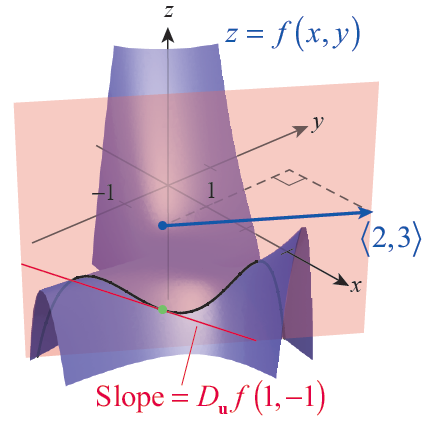 z
z = f(x, y)
y
−1
1
⟨2,3⟩
x
Slope = D_u f(1,−1)